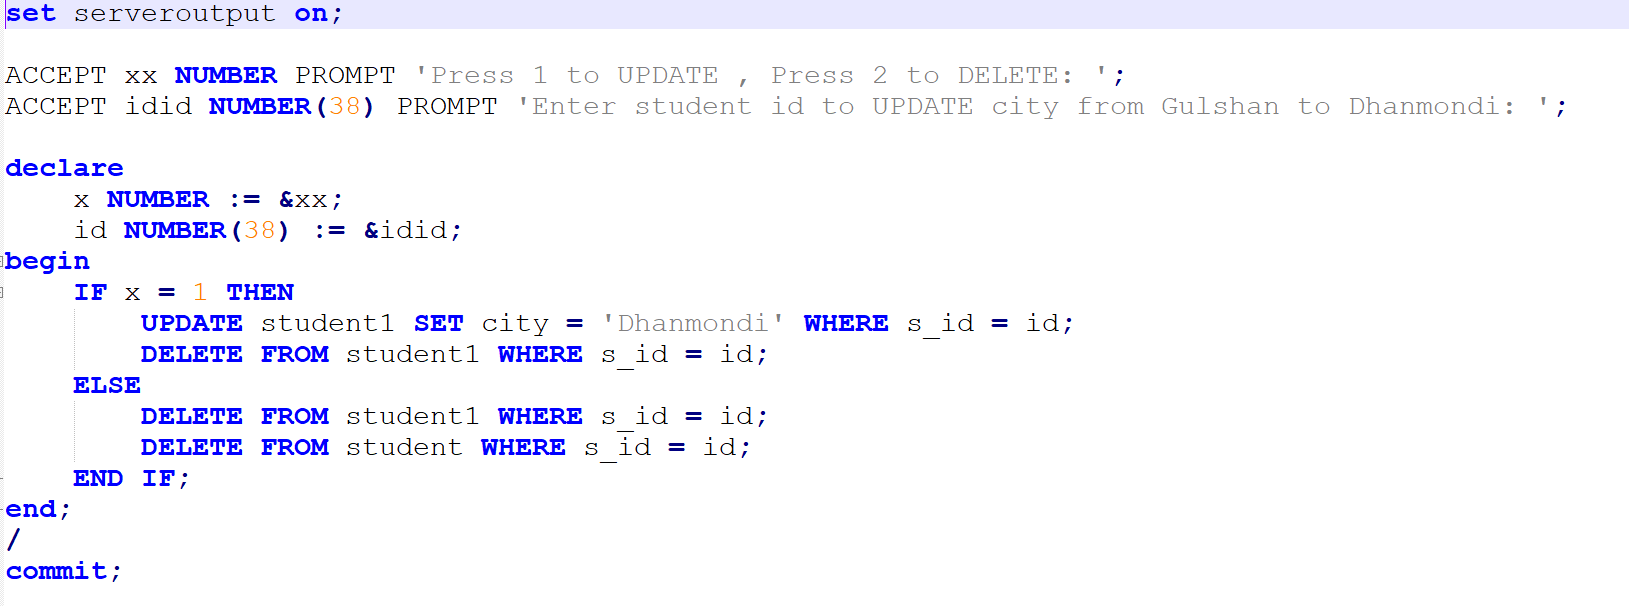 set serveroutput on;
ACCEPT xx NUMBER PROMPT 'Press 1 to UPDATE , Press 2 to DELETE: ';
ACCEPT idid NUMBER(38) PROMPT 'Enter student id to UPDATE city from Gulshan to Dhanmondi: ';
declare
x NUMBER := &xx;
id NUMBER(38) := &idid;
begin
IF x = 1 THEN
UPDATE student1 SET city = 'Dhanmondi' WHERE s_id = id;
DELETE FROM student1 WHERE s_id = id;
ELSE
DELETE FROM student1 WHERE s_id = id;
DELETE FROM student WHERE s_id = id;
END IF;
end;
/
commit;